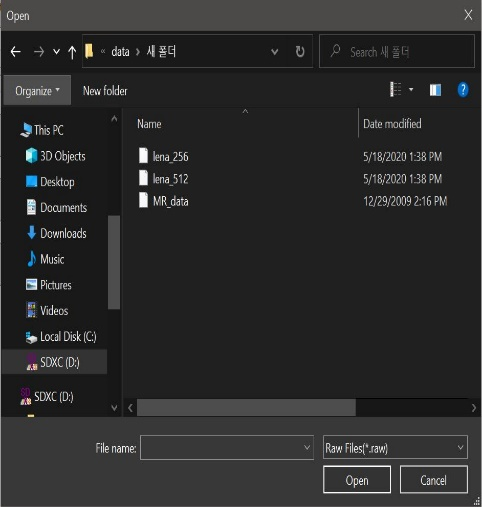 Open
« data › 새 폴더
Search 새 폴더
Organize
New folder
?
Name
Date modified
This PC
3D Objects
Desktop
Documents
Downloads
Music
Pictures
Videos
Local Disk (C:)
SDXC (D:)
SDXC (D:)
lena_256 5/18/2020 1:38 PM
lena_512 5/18/2020 1:38 PM
MR_data 12/29/2009 2:16 PM
File name:
Raw Files(*.raw)
Open
Cancel